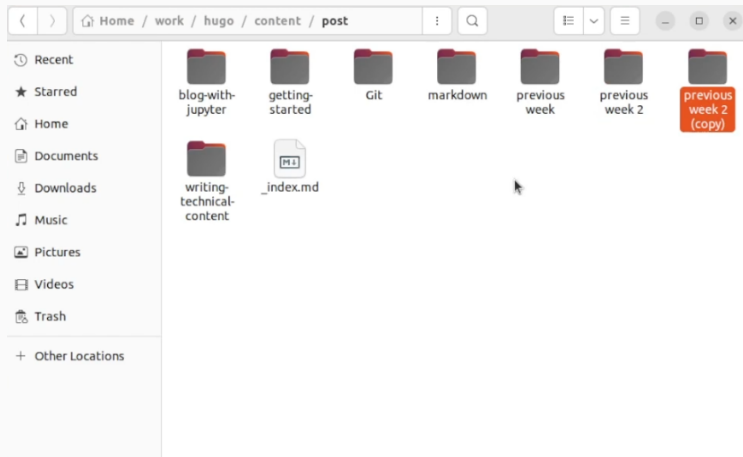 Home / work / hugo / content / post
Recent
Starred
Home
Documents
Downloads
Music
Pictures
Videos
Trash
+ Other Locations
blog-with-
jupyter
getting-
started
Git
markdown
previous
week
previous
week 2
previous
week 2
(copy)
writing-
technical-
content
M↓
_index.md